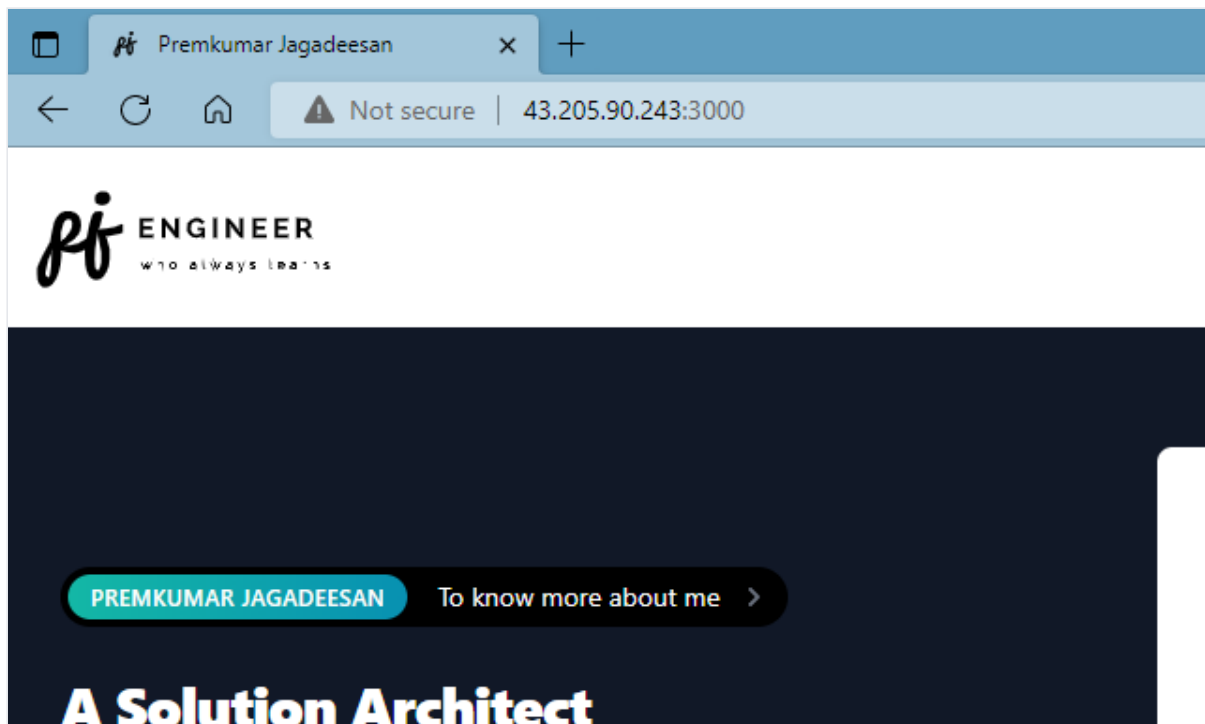 Premkumar Jagadeesan
Not secure 43.205.90.243:3000
pj ENGINEER
who always learns
PREMKUMAR JAGADEESAN To know more about me
A Solution Architect